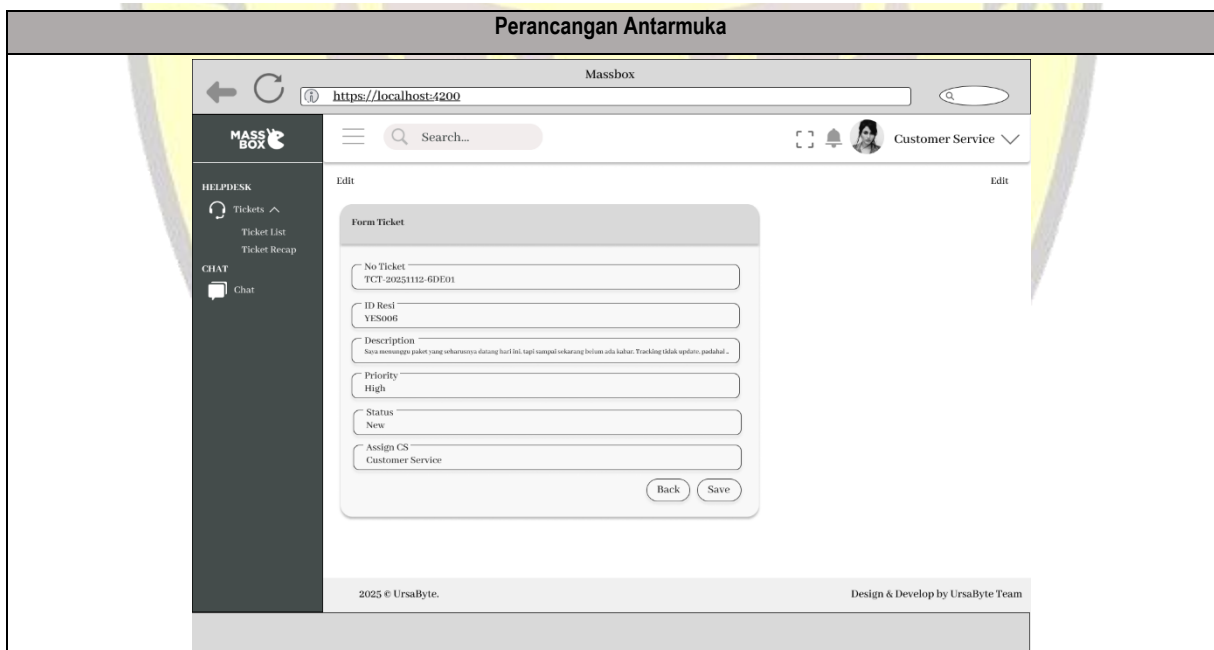 Perancangan Antarmuka
Massbox
https://localhost:4200
MASS BOX
Search...
Customer Service
HELPDESK
Tickets
Ticket List
Ticket Recap
CHAT
Chat
Edit
Edit
Form Ticket
No Ticket
TCT-20251112-6DE01
ID Resi
YES006
Description
Saya menunggu paket yang seharusnya datang hari ini, tapi sampai sekarang belum ada kabar. Tracking tidak update, padahal ..
Priority
High
Status
New
Assign CS
Customer Service
Back Save
2025 © UrsaByte.
Design & Develop by UrsaByte Team